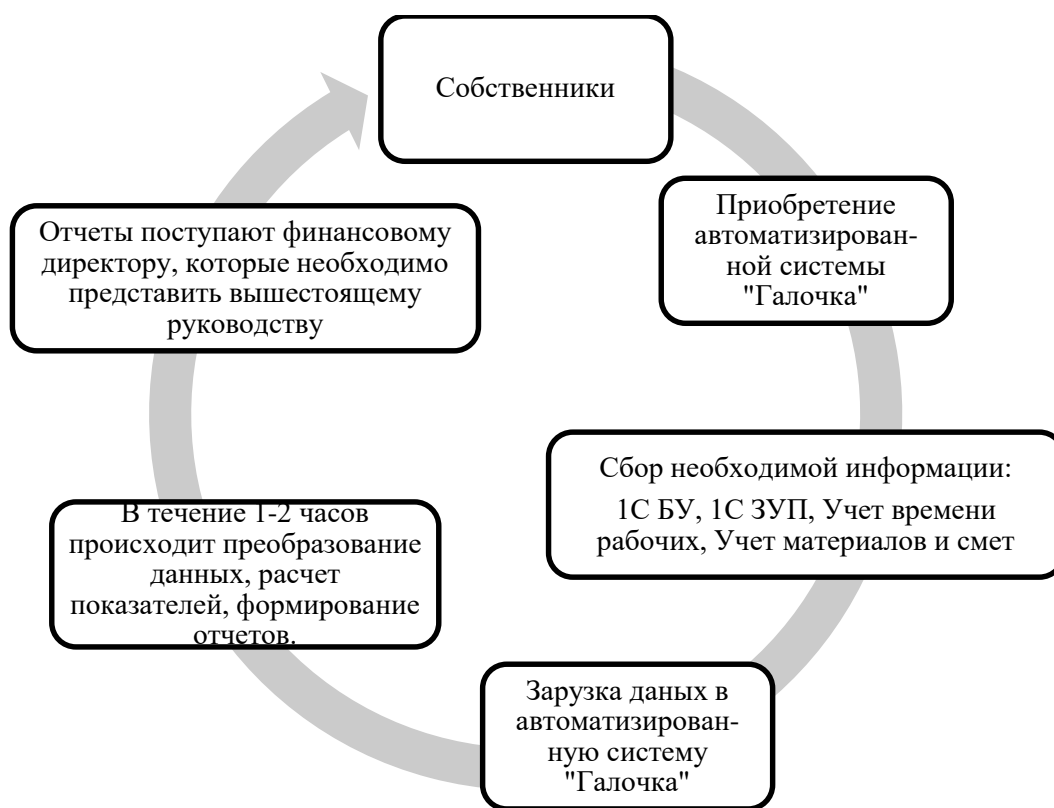 Собственники
Приобретение
автоматизирован-
ной системы
"Галочка"
Сбор необходимой информации:
1С БУ, 1С ЗУП, Учет времени
рабочих, Учет материалов и смет
Зарузка даных в
автоматизирован-
ную систему
"Галочка"
В течение 1-2 часов
происходит преобразование
данных, расчет
показателей, формирование
отчетов.
Отчеты поступают финансовому
директору, которые необходимо
представить вышестоящему
руководству